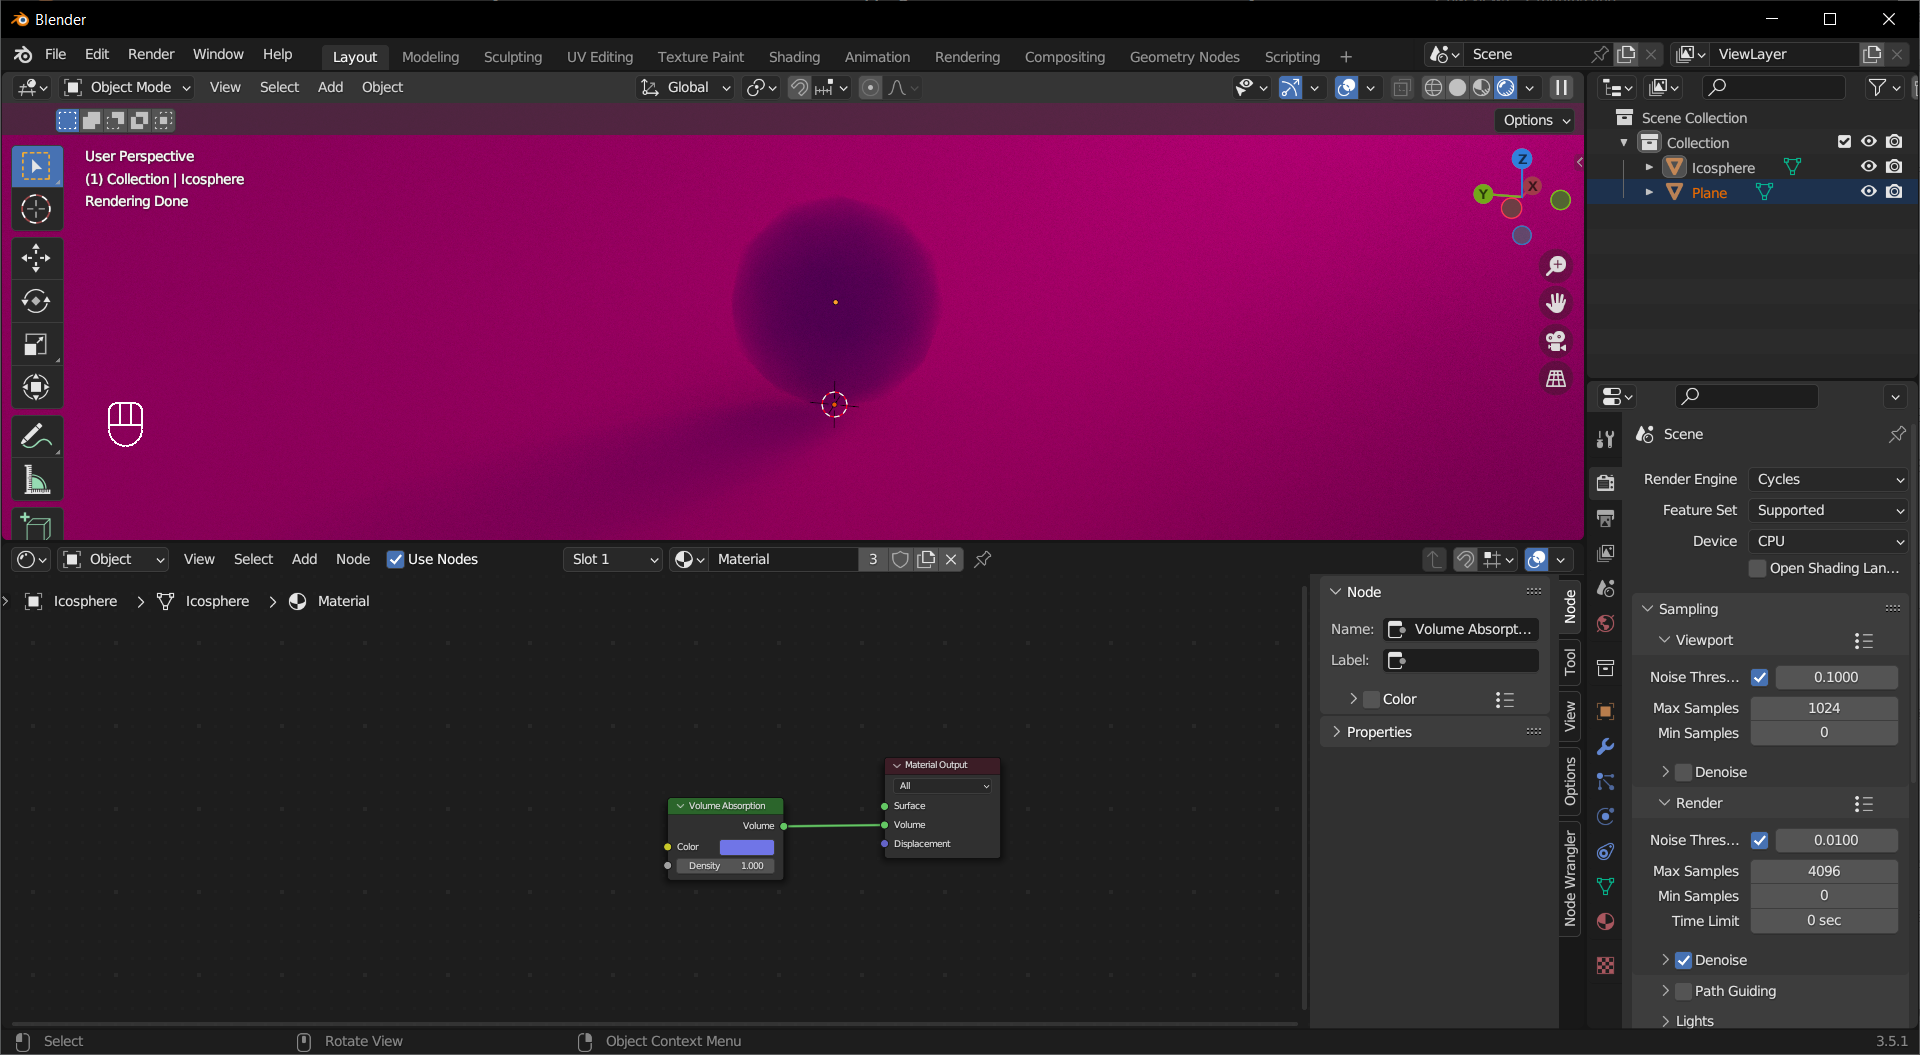 Blender
File Edit Render Window Help
Layout Modeling Sculpting UV Editing Texture Paint Shading Animation Rendering Compositing Geometry Nodes Scripting +
Scene
ViewLayer
Object Mode View Select Add Object
Global
Options
User Perspective
(1) Collection | Icosphere
Rendering Done
Z
Y
X
Scene Collection
Collection
Icosphere
Plane
Scene
Render Engine Cycles
Feature Set Supported
Device CPU
Open Shading Lan...
Sampling
Viewport
Noise Thres... 0.1000
Max Samples 1024
Min Samples 0
Denoise
Render
Noise Thres... 0.0100
Max Samples 4096
Min Samples 0
Time Limit 0 sec
Denoise
Path Guiding
Lights
Object View Select Add Node Use Nodes
Slot 1
Material 3
Icosphere > Icosphere > Material
Volume Absorption
Volume
Color
Density 1.000
Material Output
All
Surface
Volume
Displacement
Node
Name: Volume Absorpt...
Label:
Color
Properties
Node
Tool
View
Options
Node Wrangler
Select
Rotate View
Object Context Menu
3.5.1